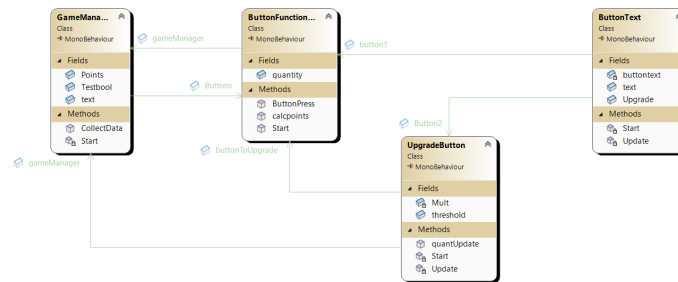 GameMana...
Class
MonoBehaviour
Fields
Points
Testbool
text
Methods
CollectData
Start
gameManager
Buttons
ButtonFunction...
Class
MonoBehaviour
Fields
quantity
Methods
ButtonPress
calcpoints
Start
button1
ButtonText
Class
MonoBehaviour
Fields
buttontext
text
Upgrade
Methods
Start
Update
Button2
buttonToUpgrade
gameManager
UpgradeButton
Class
MonoBehaviour
Fields
Mult
threshold
Methods
quantUpdate
Start
Update